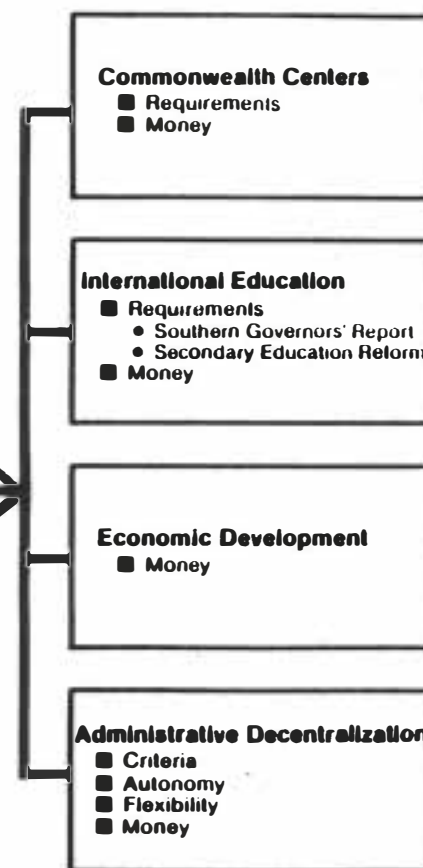 Commonwealth Centers
■ Requirements
■ Money
International Education
■ Requirements
● Southern Governors' Report
● Secondary Education Reform
■ Money
Economic Development
■ Money
Administrative Decentralization
■ Criteria
■ Autonomy
■ Flexibility
■ Money